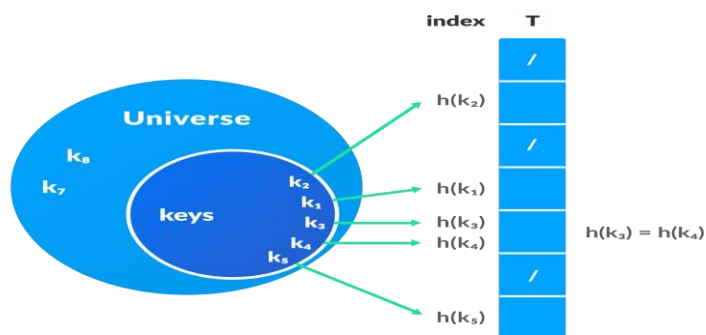 index T
/
h(k₂)
Universe
/
k₈
k₂
k₇
h(k₁)
k₁
keys
k₃
h(k₃)
h(k₃) = h(k₄)
k₄
h(k₄)
k₅
/
h(k₅)